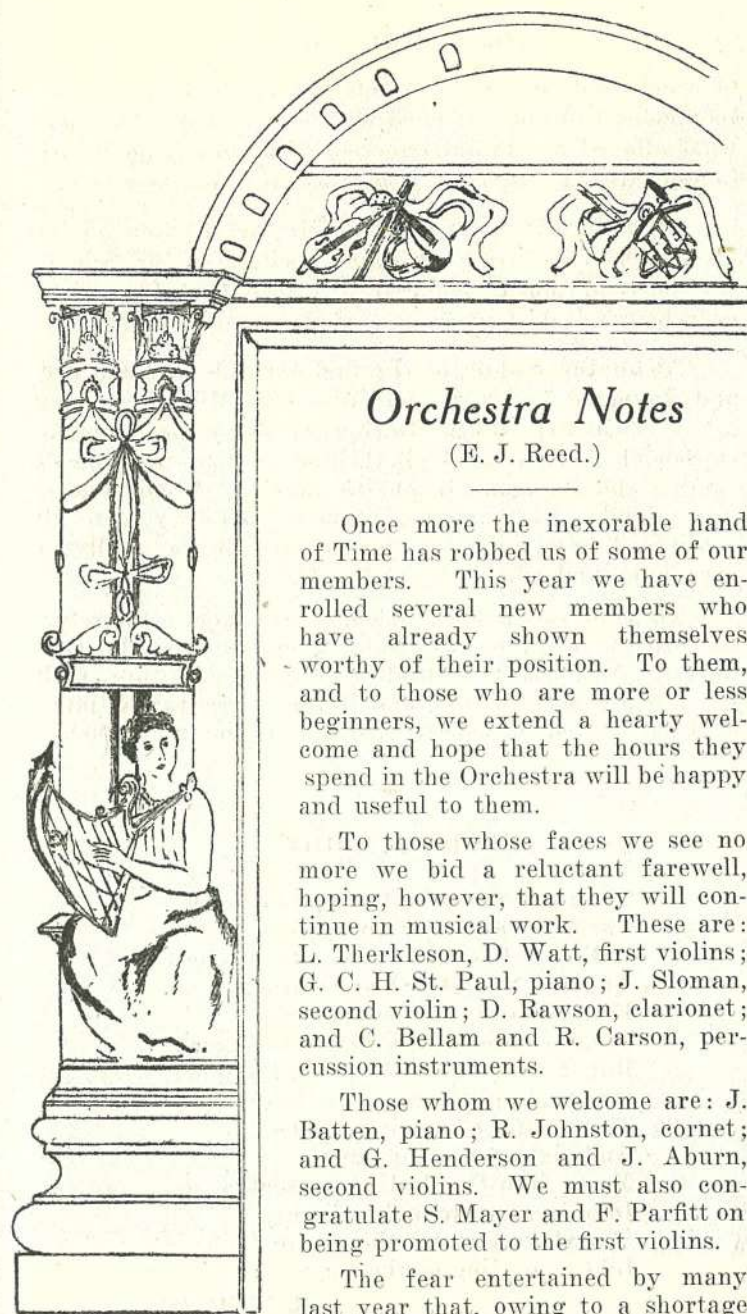 Orchestra Notes
(E. J. Reed.)
Once more the inexorable hand
of Time has robbed us of some of our
members. This year we have en-
rolled several new members who
have already shown themselves
worthy of their position. To them,
and to those who are more or less
beginners, we extend a hearty wel-
come and hope that the hours they
spend in the Orchestra will be happy
and useful to them.
To those whose faces we see no
more we bid a reluctant farewell,
hoping, however, that they will con-
tinue in musical work. These are:
L. Therkleson, D. Watt, first violins;
G. C. H. St. Paul, piano; J. Sloman,
second violin; D. Rawson, clarionet;
and C. Bellam and R. Carson, per-
cussion instruments.
Those whom we welcome are: J.
Batten, piano; R. Johnston, cornet;
and G. Henderson and J. Aburn,
second violins. We must also con-
gratulate S. Mayer and F. Parfitt on
being promoted to the first violins.
The fear entertained by many
last year that, owing to a shortage